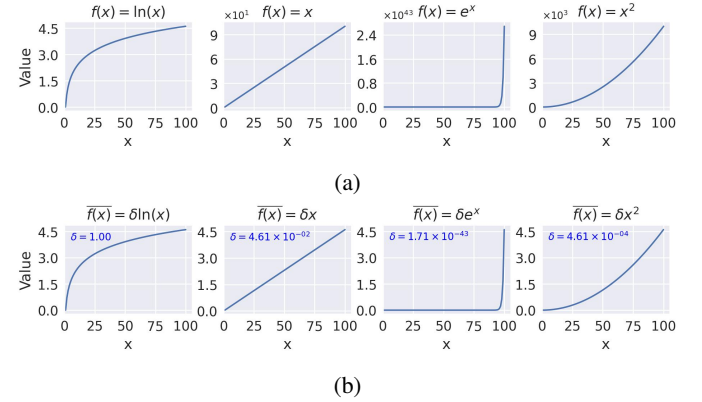 f(x) = ln(x)
×10¹ f(x) = x
×10⁴³ f(x) = eˣ
×10³ f(x) = x²
Value
4.5
3.0
1.5
0.0
0 25 50 75 100
x
9
6
3
0
0 25 50 75 100
x
2.4
1.8
1.2
0.6
0.0
0 25 50 75 100
x
9
6
3
0
0 25 50 75 100
x
(a)
f(x)̅ = δln(x)
f(x)̅ = δx
f(x)̅ = δeˣ
f(x)̅ = δx²
Value
4.5
3.0
1.5
0.0
δ = 1.00
0 25 50 75 100
x
4.5
3.0
1.5
0.0
δ = 4.61 × 10⁻⁰²
0 25 50 75 100
x
4.5
3.0
1.5
0.0
δ = 1.71 × 10⁻⁴³
0 25 50 75 100
x
4.5
3.0
1.5
0.0
δ = 4.61 × 10⁻⁰⁴
0 25 50 75 100
x
(b)